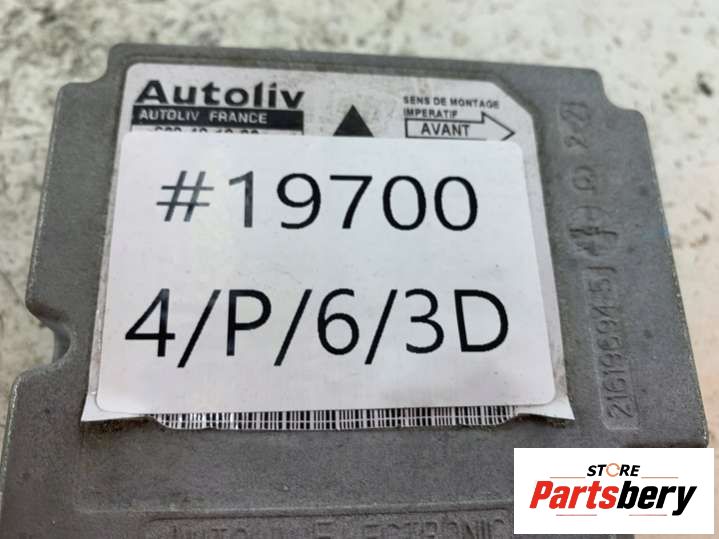 Autoliv
AUTOLIV FRANCE
SENS DE MONTAGE
IMPERATIF
AVANT
#19700
4/P/6/3D
STORE
Partsbery